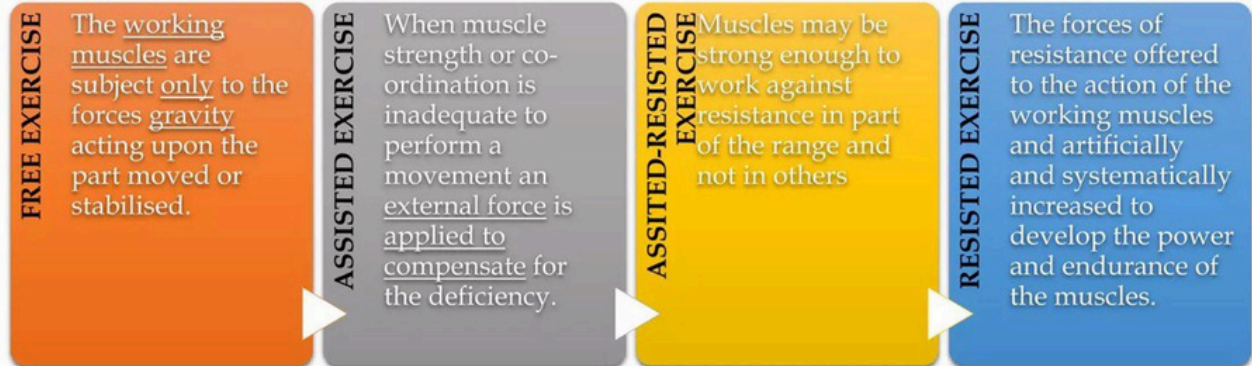 FREE EXERCISE
The working
muscles are
subject only to the
forces gravity
acting upon the
part moved or
stabilised.
ASSISTED EXERCISE
When muscle
strength or co-
ordination is
inadequate to
perform a
movement an
external force is
applied to
compensate for
the deficiency.
ASSITED-RESISTED
EXERCISE
Muscles may be
strong enough to
work against
resistance in part
of the range and
not in others
RESISTED EXERCISE
The forces of
resistance offered
to the action of the
working muscles
and artificially
and systematically
increased to
develop the power
and endurance of
the muscles.